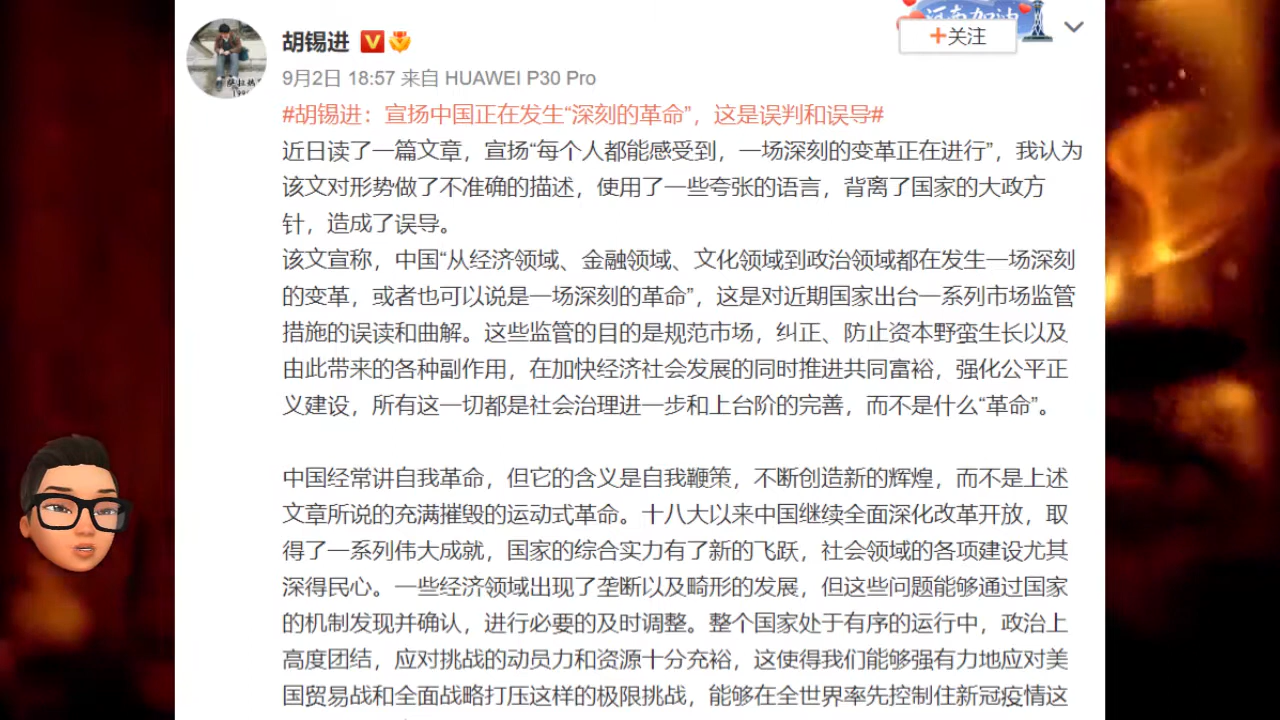 胡锡进
河南加油
+关注
9月2日 18:57 来自 HUAWEI P30 Pro
#胡锡进：宣扬中国正在发生“深刻的革命”，这是误判和误导#
近日读了一篇文章，宣扬“每个人都能感受到，一场深刻的变革正在进行”，我认为
该文对形势做了不准确的描述，使用了一些夸张的语言，背离了国家的大政方
针，造成了误导。
该文宣称，中国“从经济领域、金融领域、文化领域到政治领域都在发生一场深刻
的变革，或者也可以说是一场深刻的革命”，这是对近期国家出台一系列市场监管
措施的误读和曲解。这些监管的目的是规范市场，纠正、防止资本野蛮生长以及
由此带来的各种副作用，在加快经济社会发展的同时推进共同富裕，强化公平正
义建设，所有这一切都是社会治理进一步和上台阶的完善，而不是什么“革命”。
中国经常讲自我革命，但它的含义是自我鞭策，不断创造新的辉煌，而不是上述
文章所说的充满摧毁的运动式革命。十八大以来中国继续全面深化改革开放，取
得了一系列伟大成就，国家的综合实力有了新的飞跃，社会领域的各项建设尤其
深得民心。一些经济领域出现了垄断以及畸形的发展，但这些问题能够通过国家
的机制发现并确认，进行必要的及时调整。整个国家处于有序的运行中，政治上
高度团结，应对挑战的动员力和资源十分充裕，这使得我们能够强有力地应对美
国贸易战和全面战略打压这样的极限挑战，能够在全世界率先控制住新冠疫情这